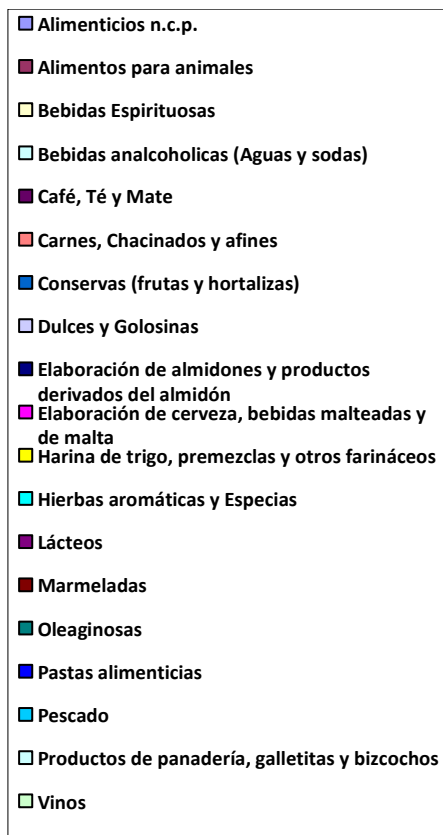 Alimenticios n.c.p.
Alimentos para animales
Bebidas Espirituosas
Bebidas analcoholicas (Aguas y sodas)
Café, Té y Mate
Carnes, Chacinados y afines
Conservas (frutas y hortalizas)
Dulces y Golosinas
Elaboración de almidones y productos
derivados del almidón
Elaboración de cerveza, bebidas malteadas y
de malta
Harina de trigo, premezclas y otros farináceos
Hierbas aromáticas y Especias
Lácteos
Marmeladas
Oleaginosas
Pastas alimenticias
Pescado
Productos de panadería, galletitas y bizcochos
Vinos